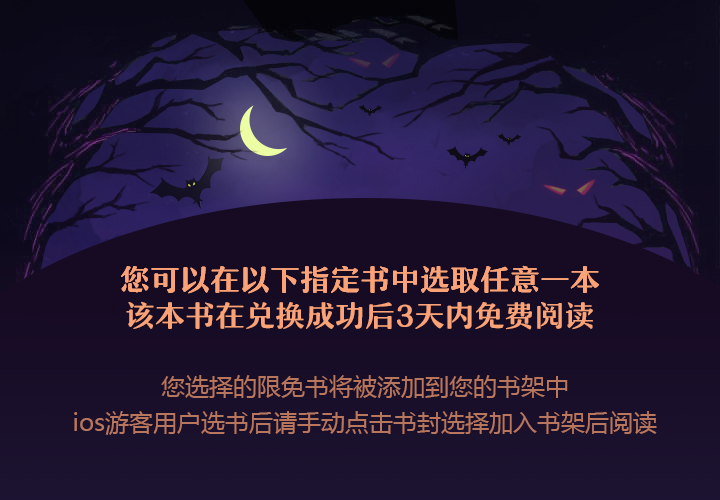 您可以在以下指定书中选取任意一本
该本书在兑换成功后3天内免费阅读
您选择的限免书将被添加到您的书架中
ios游客用户选书后请手动点击书封选择加入书架后阅读